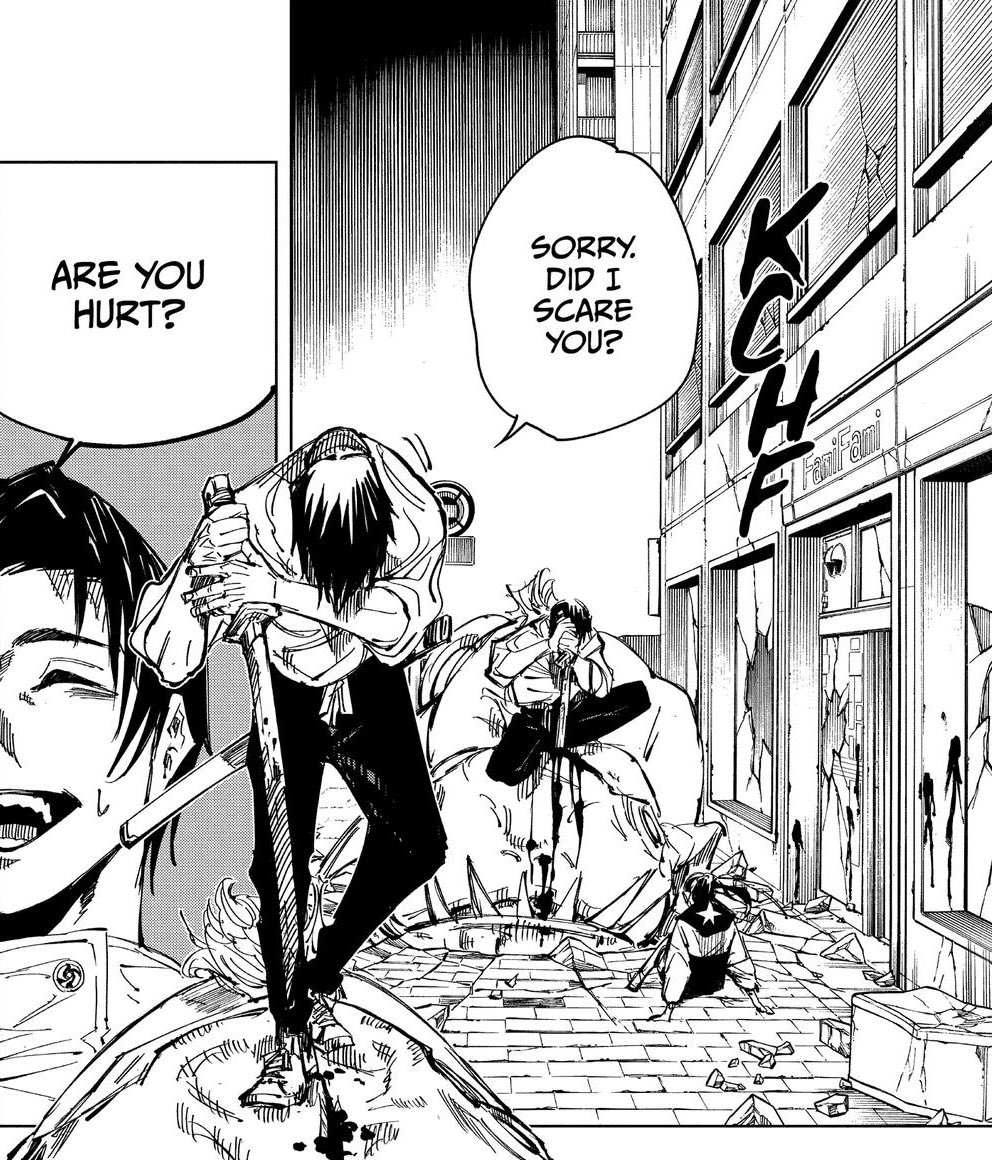 KCHF
FamiFami
SORRY.
DID I
SCARE
YOU?
ARE YOU
HURT?